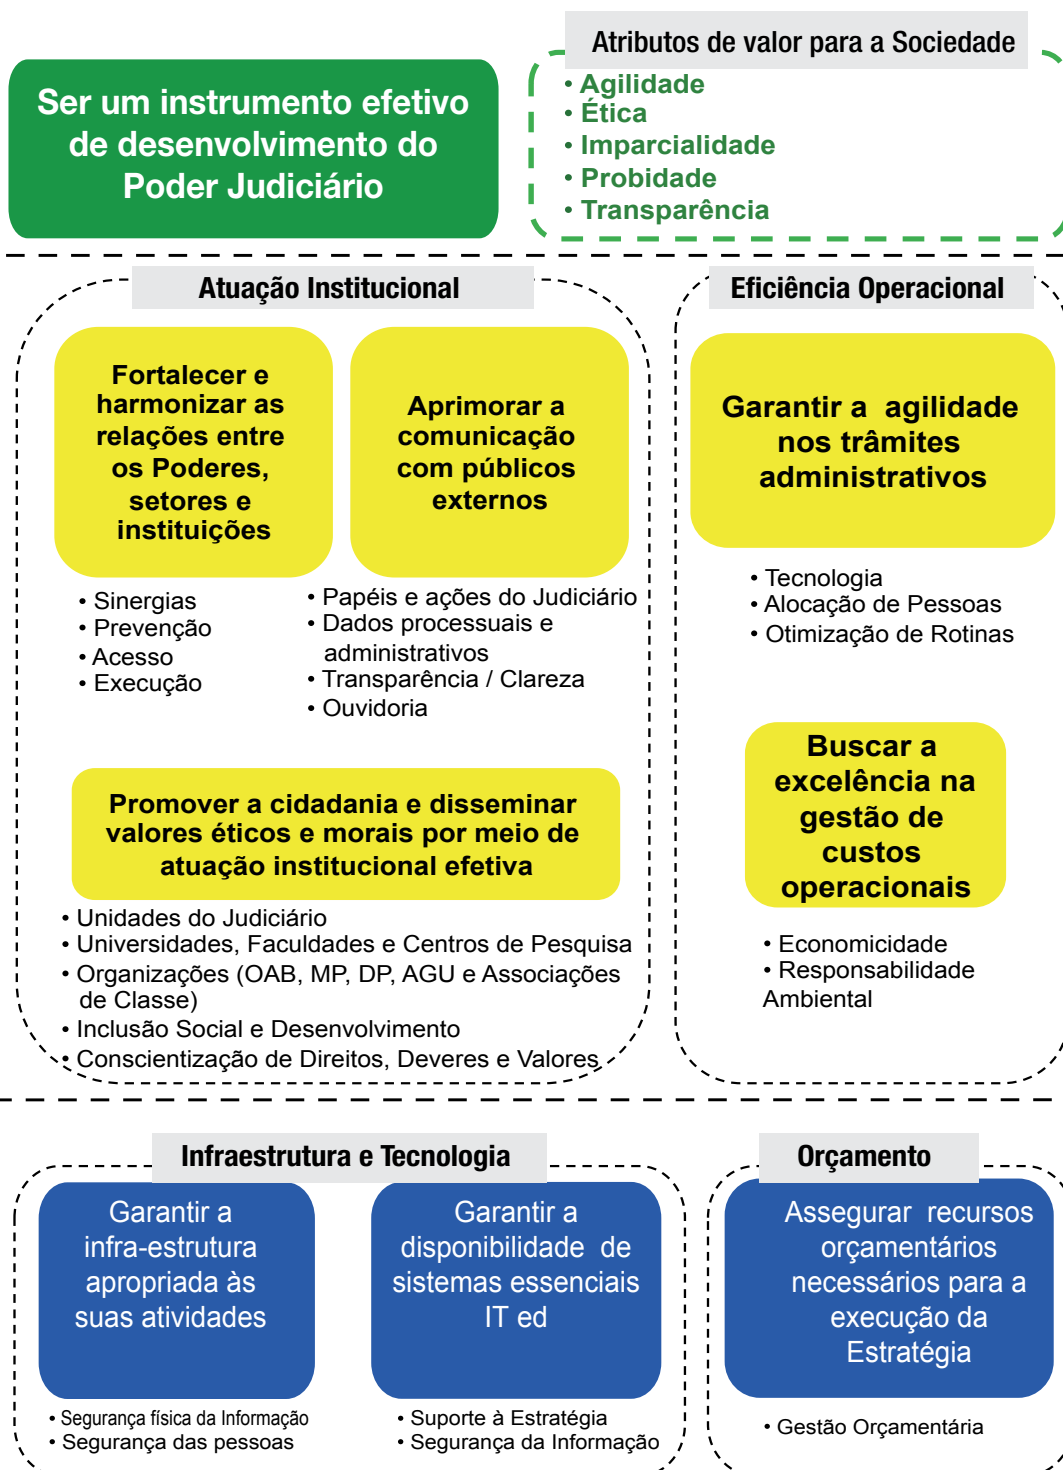 Ser um instrumento efetivo
de desenvolvimento do
Poder Judiciário
Atributos de valor para a Sociedade
• Agilidade
• Ética
• Imparcialidade
• Probidade
• Transparência
Atuação Institucional
Fortalecer e
harmonizar as
relações entre
os Poderes,
setores e
instituições
• Sinergias
• Prevenção
• Acesso
• Execução
Aprimorar a
comunicação
com públicos
externos
• Papéis e ações do Judiciário
• Dados processuais e
administrativos
• Transparência / Clareza
• Ouvidoria
Promover a cidadania e disseminar
valores éticos e morais por meio de
atuação institucional efetiva
• Unidades do Judiciário
• Universidades, Faculdades e Centros de Pesquisa
• Organizações (OAB, MP, DP, AGU e Associações
de Classe)
• Inclusão Social e Desenvolvimento
• Conscientização de Direitos, Deveres e Valores
Eficiência Operacional
Garantir a agilidade
nos trâmites
administrativos
• Tecnologia
• Alocação de Pessoas
• Otimização de Rotinas
Buscar a
excelência na
gestão de
custos
operacionais
• Economicidade
• Responsabilidade
Ambiental
Infraestrutura e Tecnologia
Garantir a
infra-estrutura
apropriada às
suas atividades
• Segurança física da Informação
• Segurança das pessoas
Garantir a
disponibilidade de
sistemas essenciais
IT ed
• Suporte à Estratégia
• Segurança da Informação
Orçamento
Assegurar recursos
orçamentários
necessários para a
execução da
Estratégia
• Gestão Orçamentária